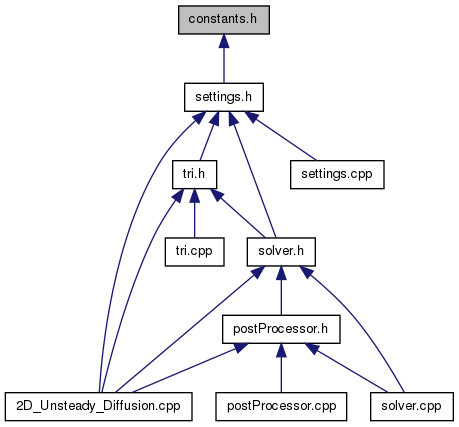 constants.h
settings.h
tri.h
settings.cpp
tri.cpp
solver.h
postProcessor.h
2D_Unsteady_Diffusion.cpp
postProcessor.cpp
solver.cpp